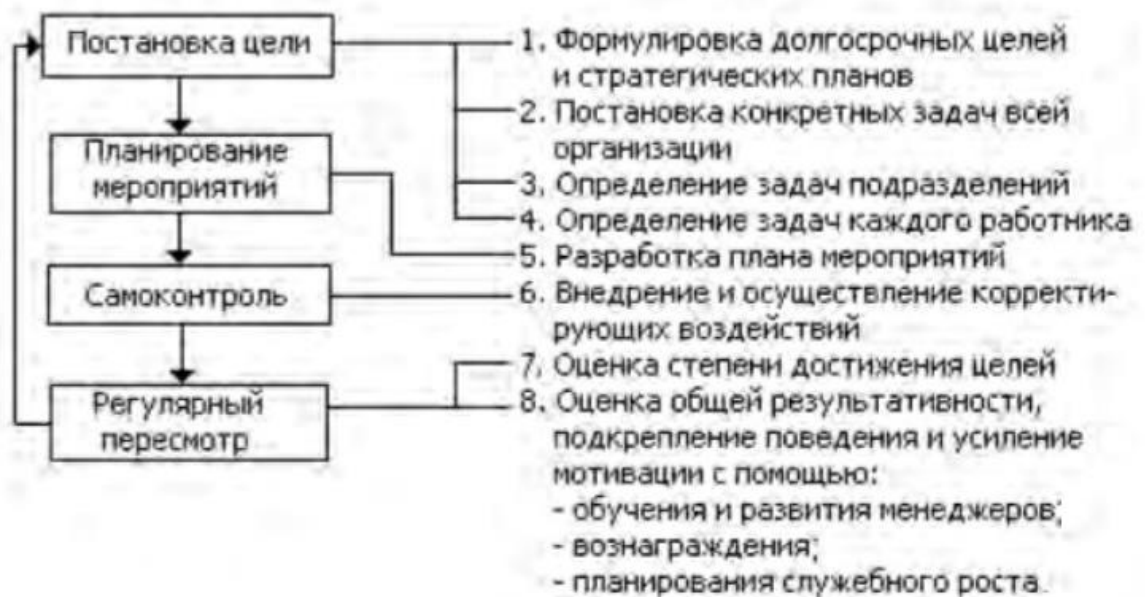 Постановка цели
Планирование
мероприятий
Самоконтроль
Регулярный
пересмотр
1. Формулировка долгосрочных целей
и стратегических планов
2. Постановка конкретных задач всей
организации
3. Определение задач подразделений
4. Определение задач каждого работника
5. Разработка плана мероприятий
6. Внедрение и осуществление корректи-
рующих воздействий
7. Оценка степени достижения целей
8. Оценка общей результативности,
подкрепление поведения и усиление
мотивации с помощью:
- обучения и развития менеджеров;
- вознаграждения;
- планирования служебного роста.